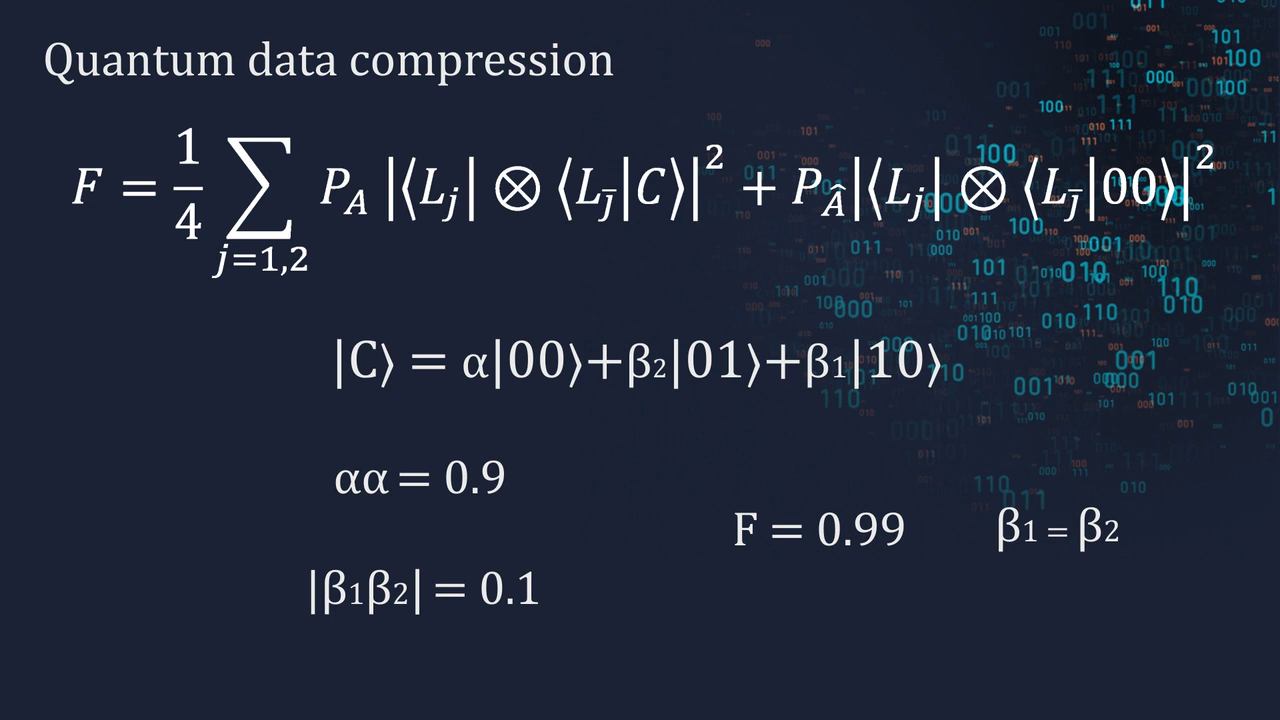 Quantum data compression
F = 1/4 ∑_{j=1,2} P_A |⟨L_j| ⊗ ⟨L_j̄|C⟩|² + P_Â|⟨L_j| ⊗ ⟨L_j̄|00⟩|²
|C⟩ = α|00⟩+β₂|01⟩+β₁|10⟩
αα = 0.9
F = 0.99 β₁ = β₂
|β₁β₂| = 0.1